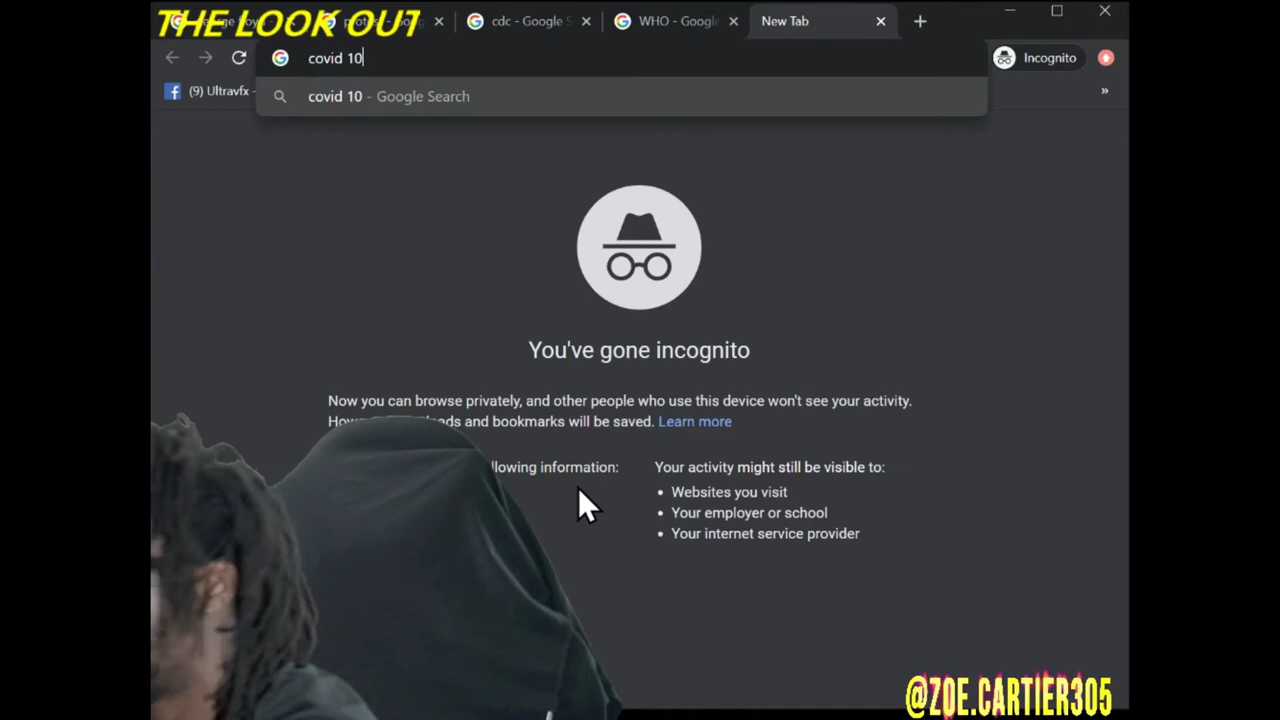 THE LOOK OUT
cdc - Google S
WHO - Google
New Tab
covid 10
Incognito
(9) Ultravfx -
covid 10 - Google Search
You've gone incognito
Now you can browse privately, and other people who use this device won't see your activity.
ads and bookmarks will be saved. Learn more
llowing information:
Your activity might still be visible to:
• Websites you visit
• Your employer or school
• Your internet service provider
@ZOE.CARTIER305